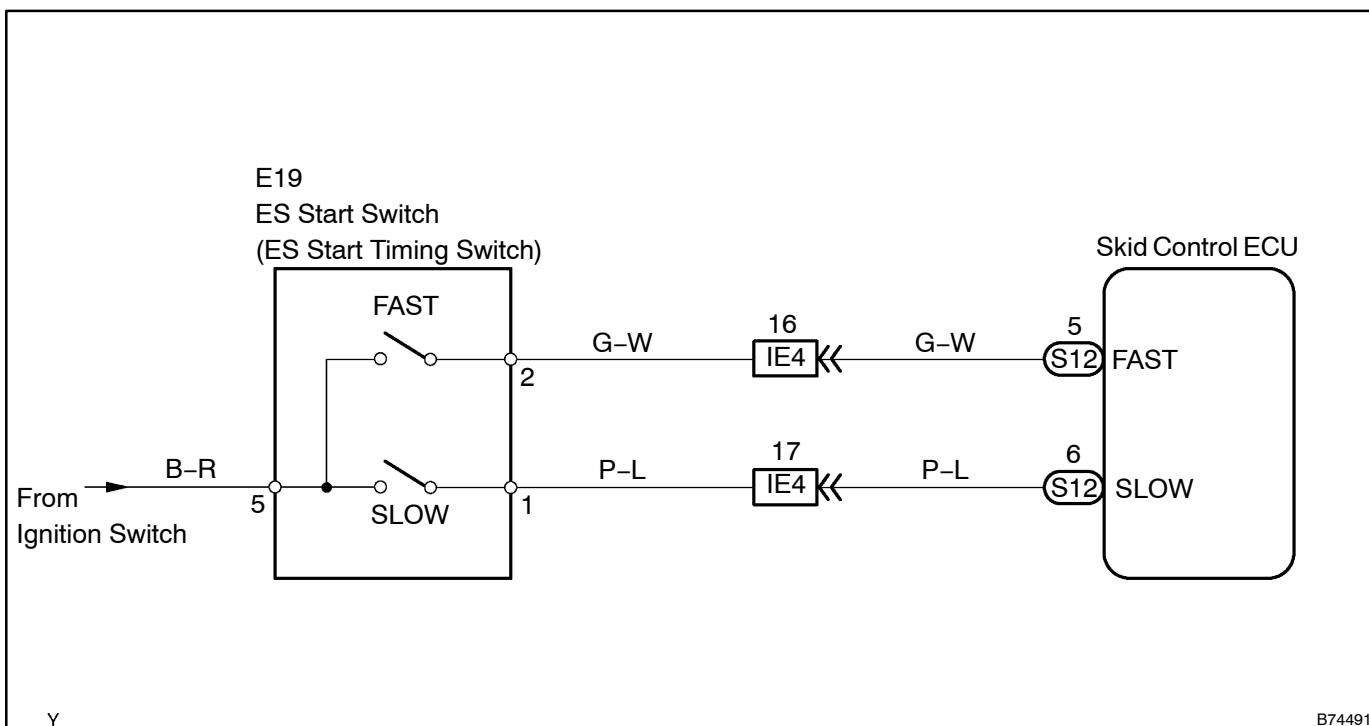 E19
ES Start Switch
(ES Start Timing Switch)
Skid Control ECU
FAST
16
5
G–W
G–W
IE4
S12
FAST
2
17
6
B–R
P–L
P–L
IE4
S12
SLOW
From
Ignition Switch
5
SLOW
1
Y
B74491